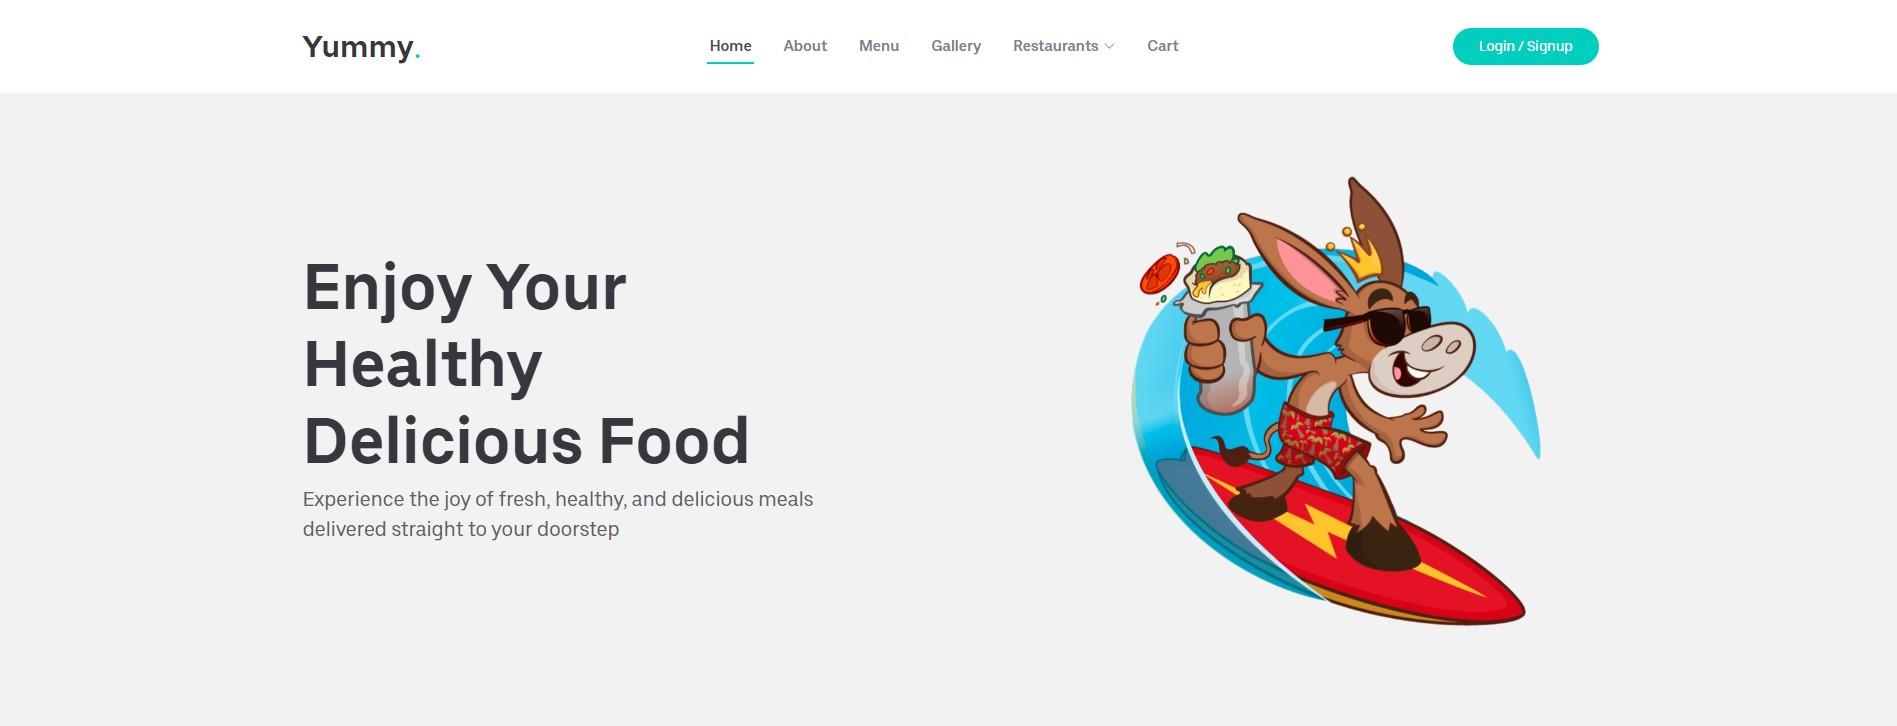 Yummy.
Home About Menu Gallery Restaurants Cart
Login / Signup
Enjoy Your
Healthy
Delicious Food
Experience the joy of fresh, healthy, and delicious meals
delivered straight to your doorstep